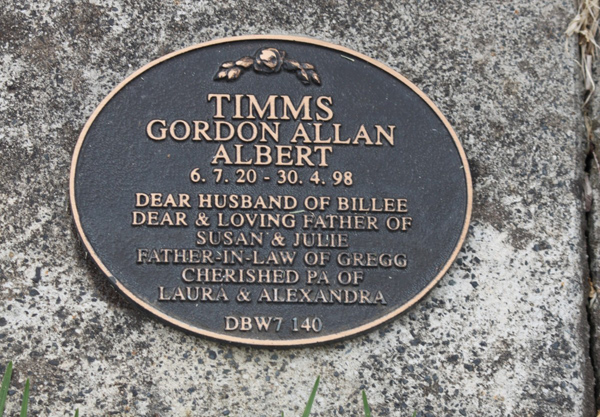 TIMMS
GORDON ALLAN
ALBERT
6. 7. 20 - 30. 4. 98
DEAR HUSBAND OF BILLEE
DEAR & LOVING FATHER OF
SUSAN & JULIE
FATHER-IN-LAW OF GREGG
CHERISHED PA OF
LAURA & ALEXANDRA
DBW7 140